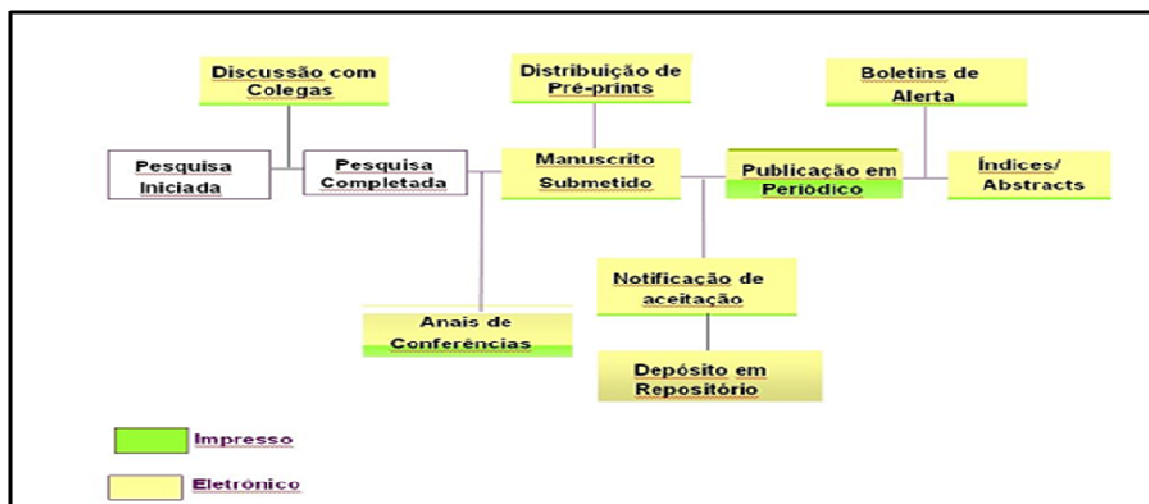 Discussão com
Colegas
Distribuição de
Pré-prints
Boletins de
Alerta
Pesquisa
Iniciada
Pesquisa
Completada
Manuscrito
Submetido
Publicação em
Periódico
Índices/
Abstracts
Notificação de
aceitação
Anais de
Conferências
Depósito em
Repositório
Impresso
Eletrônico